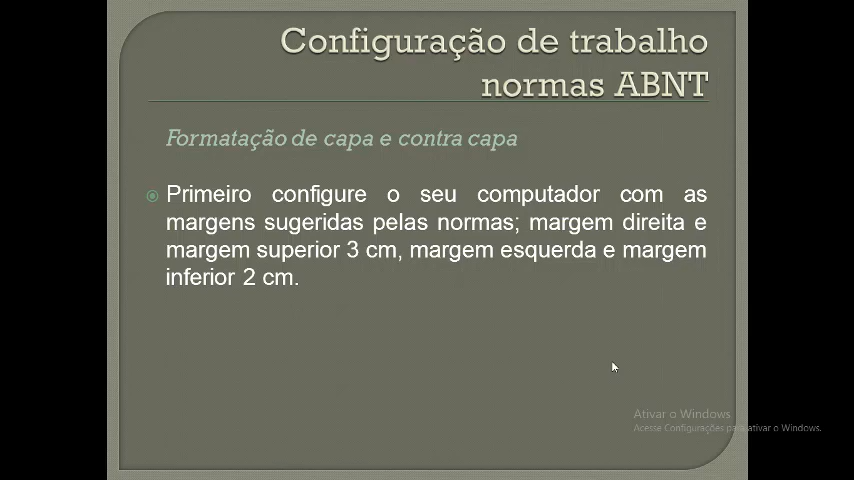 Configuração de trabalho
normas ABNT
Formatação de capa e contra capa
Primeiro configure o seu computador com as
margens sugeridas pelas normas; margem direita e
margem superior 3 cm, margem esquerda e margem
inferior 2 cm.
Ativar o Windows
Acesse Configurações para ativar o Windows.